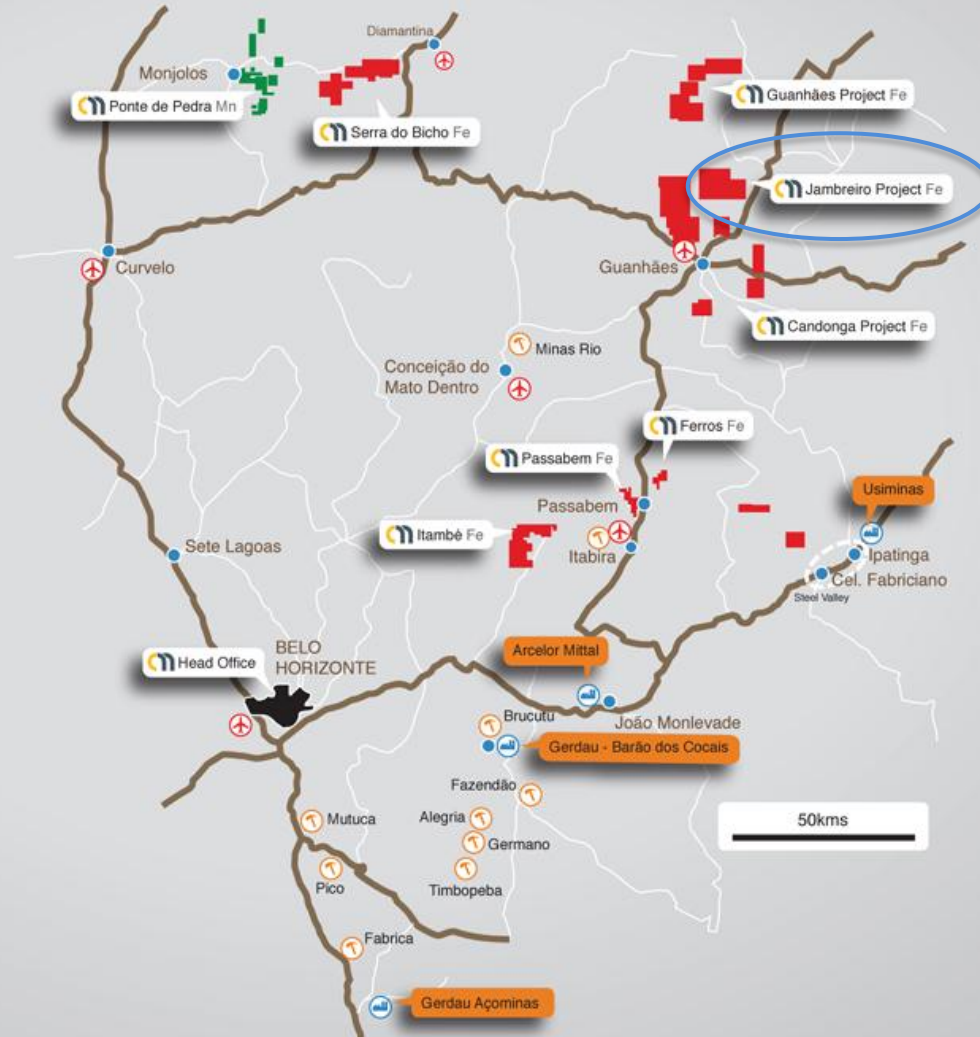 Diamantina
Monjolos
Ponte de Pedra Mn
Serra do Bicho Fe
Guanhães Project Fe
Jambreiro Project Fe
Curvelo
Guanhães
Candonga Project Fe
Minas Rio
Conceição do
Mato Dentro
Ferros Fe
Passabem Fe
Usiminas
Passabem
Itambé Fe
Sete Lagoas
Itabira
Ipatinga
Cel. Fabriciano
Steel Valley
Head Office
BELO
HORIZONTE
Arcelor Mittal
João Monlevade
Brucutu
Gerdau - Barão dos Cocais
Fazendão
Mutuca
Alegria
50kms
Germano
Pico
Timbopeba
Fabrica
Gerdau Açominas